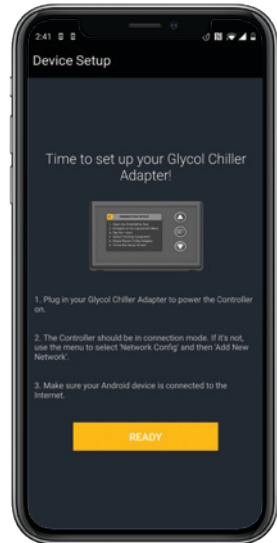 2:41
Device Setup
Time to set up your Glycol Chiller
Adapter!
1. Plug in your Glycol Chiller Adapter to power the Controller
on.
2. The Controller should be in connection mode. If it's not,
use the menu to select 'Network Config' and then 'Add New
Network'.
3. Make sure your Android device is connected to the
Internet.
READY